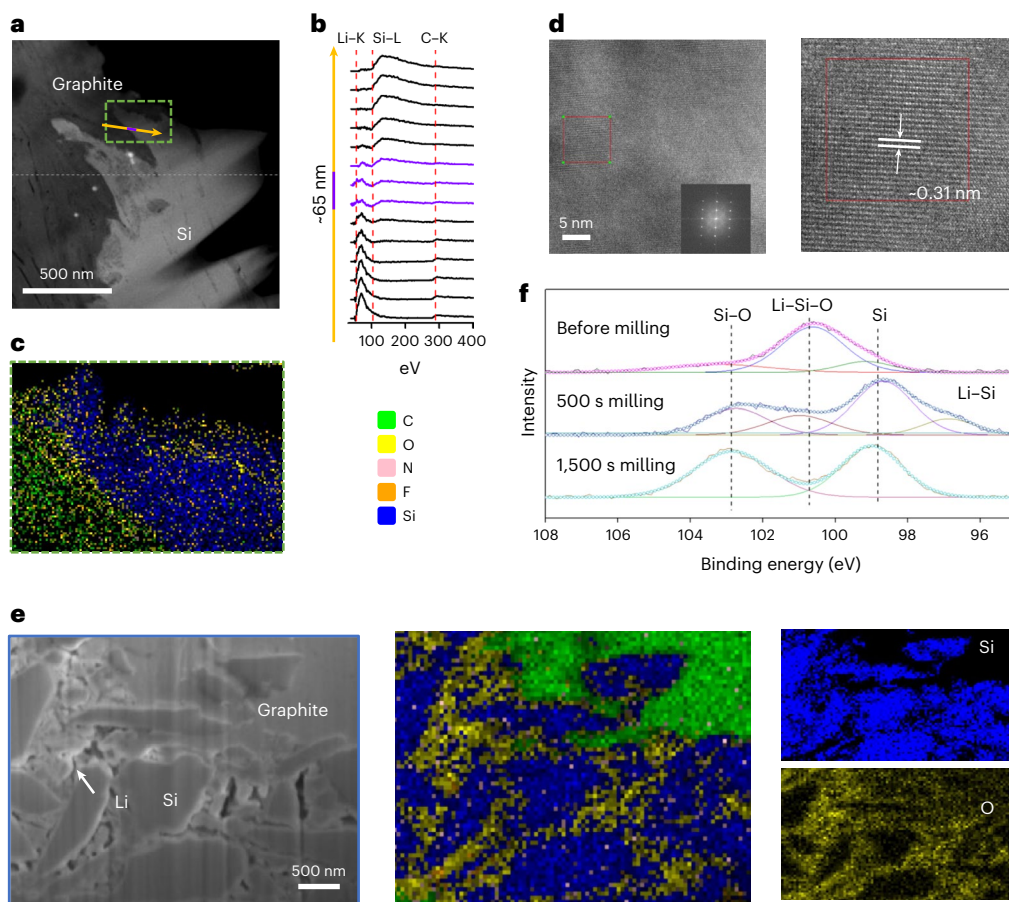 a
Graphite
Si
500 nm
b
Li–K
Si–L
C–K
~65 nm
100 200 300 400
eV
c
C
O
N
F
Si
d
5 nm
~0.31 nm
f
Si–O
Li–Si–O
Si
Before milling
500 s milling
Li–Si
1,500 s milling
Intensity
108 106 104 102 100 98 96
Binding energy (eV)
e
Graphite
Li
Si
500 nm
Si
O